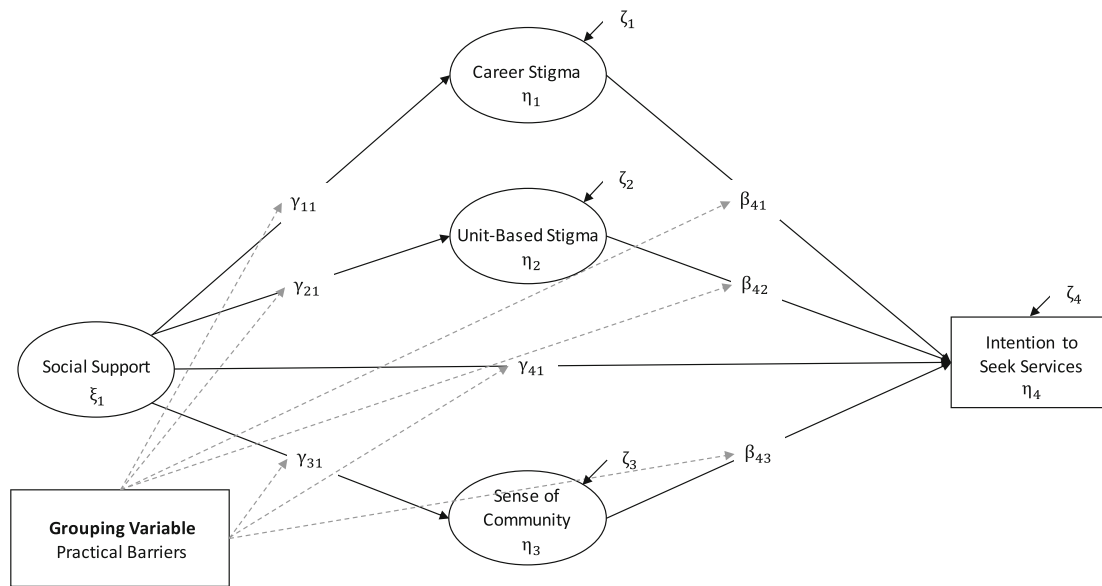 ζ₁
Career Stigma
η₁
γ₁₁
β₄₁
ζ₂
Unit-Based Stigma
η₂
γ₂₁
β₄₂
ζ₄
Social Support
ξ₁
γ₄₁
Intention to
Seek Services
η₄
γ₃₁
β₄₃
ζ₃
Sense of
Community
η₃
Grouping Variable
Practical Barriers